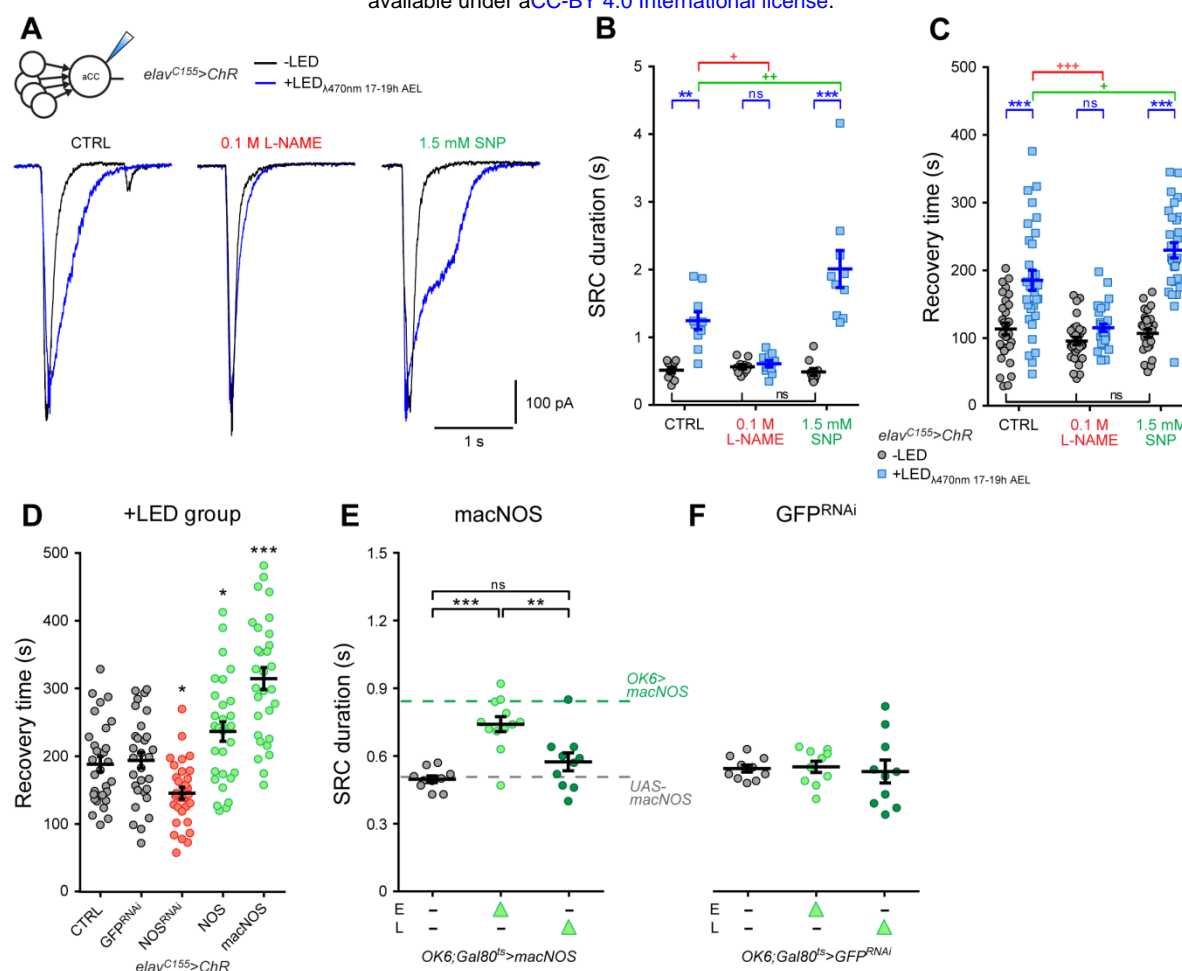 available under aCC-BY 4.0 International license.
A
aCC
elavC155>ChR
-LED
+LEDλ470nm 17-19h AEL
CTRL
0.1 M L-NAME
1.5 mM SNP
100 pA
1 s
B
SRC duration (s)
5
4
3
2
1
0
+
++
**
ns
***
ns
CTRL
0.1 M
L-NAME
1.5 mM
SNP
C
Recovery time (s)
500
400
300
200
100
0
+++
+
***
ns
***
ns
CTRL
0.1 M
L-NAME
1.5 mM
SNP
elavC155>ChR
-LED
+LEDλ470nm 17-19h AEL
D
+LED group
Recovery time (s)
500
400
300
200
100
0
*
*
***
CTRL
GFPRNAi
NOSRNAi
NOS
macNOS
elavC155>ChR
E
macNOS
SRC duration (s)
1.5
1.2
0.9
0.6
0.3
0
ns
***
**
OK6>
macNOS
UAS-
macNOS
E – – 
L – – 
OK6;Gal80ts>macNOS
F
GFPRNAi
– –
– –
OK6;Gal80ts>GFPRNAi